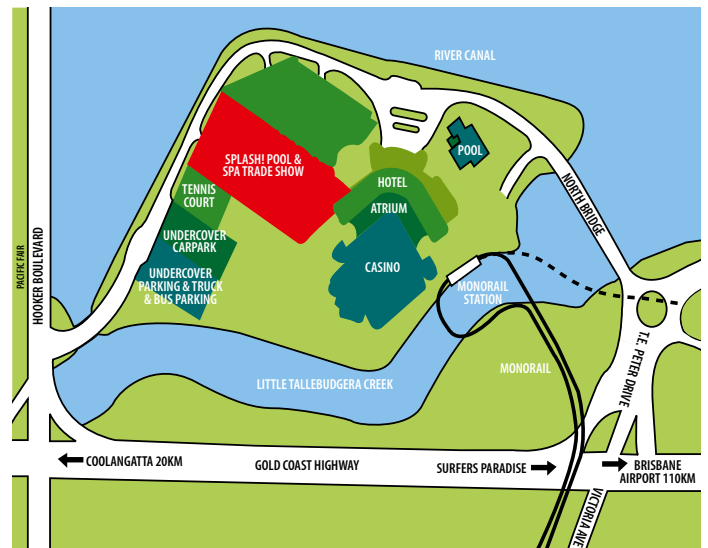 RIVER CANAL
POOL
SPLASH! POOL &
SPA TRADE SHOW
HOTEL
TENNIS
COURT
ATRIUM
NORTH BRIDGE
UNDERCOVER
CARPARK
CASINO
UNDERCOVER
PARKING & TRUCK
& BUS PARKING
MONORAIL
STATION
PACIFIC FAIR
HOOKER BOULEVARD
T.E. PETER DRIVE
MONORAIL
LITTLE TALLEBUDGERA CREEK
COOLANGATTA 20KM
GOLD COAST HIGHWAY
SURFERS PARADISE
BRISBANE
AIRPORT 110KM
VICTORIA AVE